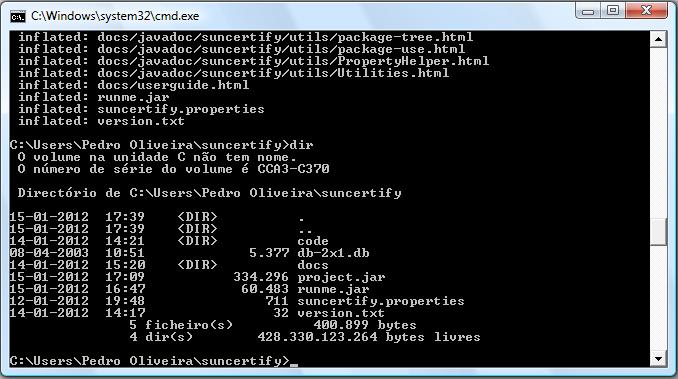 C:\Windows\system32\cmd.exe
inflated: docs/javadoc/suncertify/utils/package-tree.html
inflated: docs/javadoc/suncertify/utils/package-use.html
inflated: docs/javadoc/suncertify/utils/PropertyHelper.html
inflated: docs/javadoc/suncertify/utils/Utilities.html
inflated: docs/userguide.html
inflated: runme.jar
inflated: suncertify.properties
inflated: version.txt
C:\Users\Pedro Oliveira\suncertify>dir
O volume na unidade C não tem nome.
O número de série do volume é CCA3-C370
Directório de C:\Users\Pedro Oliveira\suncertify
15-01-2012  17:39    <DIR>          .
15-01-2012  17:39    <DIR>          ..
14-01-2012  14:21    <DIR>          code
08-04-2003  10:51             5.377 db-2x1.db
14-01-2012  15:20    <DIR>          docs
15-01-2012  17:09           334.296 project.jar
15-01-2012  16:47            60.483 runme.jar
12-01-2012  19:48               711 suncertify.properties
14-01-2012  14:17                32 version.txt
5 ficheiro(s)        400.899 bytes
4 dir(s)   428.330.123.264 bytes livres
C:\Users\Pedro Oliveira\suncertify>_